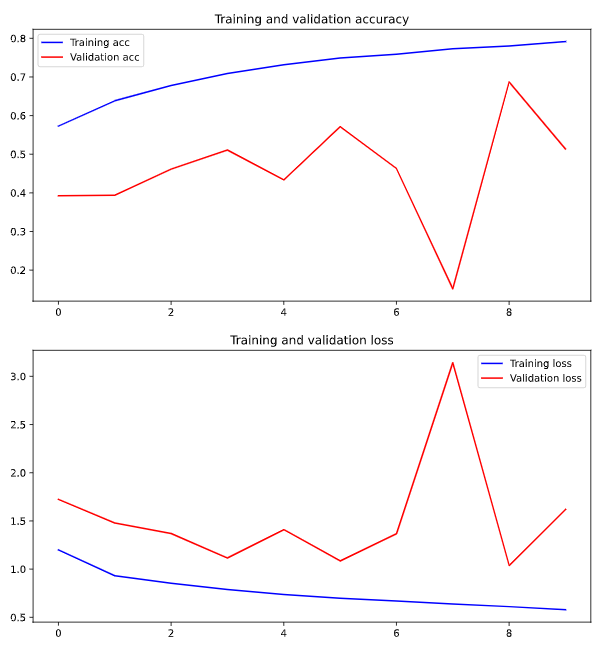 Training and validation accuracy
Training acc
Validation acc
0.8
0.7
0.6
0.5
0.4
0.3
0.2
0 2 4 6 8
Training and validation loss
Training loss
Validation loss
3.0
2.5
2.0
1.5
1.0
0.5
0 2 4 6 8